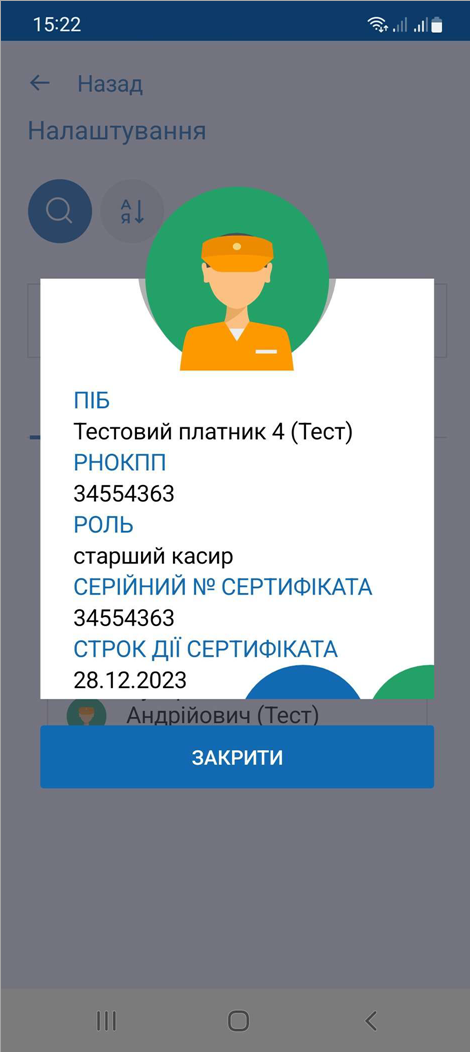 15:22
Назад
Налаштування
А
Я
ПІБ
Тестовий платник 4 (Тест)
РНОКПП
34554363
РОЛЬ
старший касир
СЕРІЙНИЙ № СЕРТИФІКАТА
34554363
СТРОК ДІЇ СЕРТИФІКАТА
28.12.2023
Андрійович (Тест)
ЗАКРИТИ